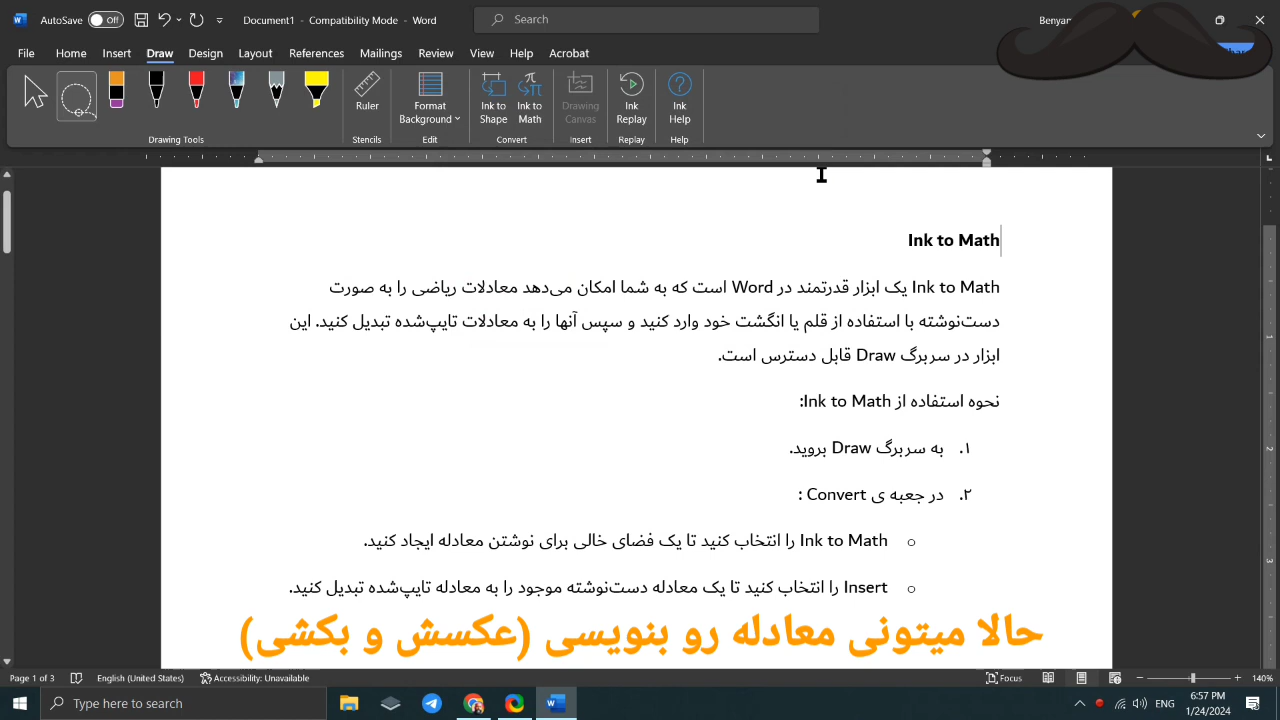 AutoSave Off Document1 - Compatibility Mode - Word Search Benyan
File Home Insert Draw Design Layout References Mailings Review View Help Acrobat
Ruler Format Background Ink to Shape Ink to Math Drawing Canvas Ink Replay Ink Help
Drawing Tools Stencils Edit Convert Insert Replay Help
Ink to Math
Ink to Math یک ابزار قدرتمند در Word است که به شما امکان می‌دهد معادلات ریاضی را به صورت
دست‌نوشته با استفاده از قلم یا انگشت خود وارد کنید و سپس آنها را به معادلات تایپ‌شده تبدیل کنید. این
ابزار در سربرگ Draw قابل دسترس است.
نحوه استفاده از Ink to Math:
۱. به سربرگ Draw بروید.
۲. در جعبه ی Convert :
o Ink to Math را انتخاب کنید تا یک فضای خالی برای نوشتن معادله ایجاد کنید.
o Insert را انتخاب کنید تا یک معادله دست‌نوشته موجود را به معادله تایپ‌شده تبدیل کنید.
حالا میتونی معادله رو بنویسی (عکسش و بکشی)
Page 1 of 3 English (United States) Accessibility: Unavailable Focus 140%
Type here to search ENG 6:57 PM
1/24/2024